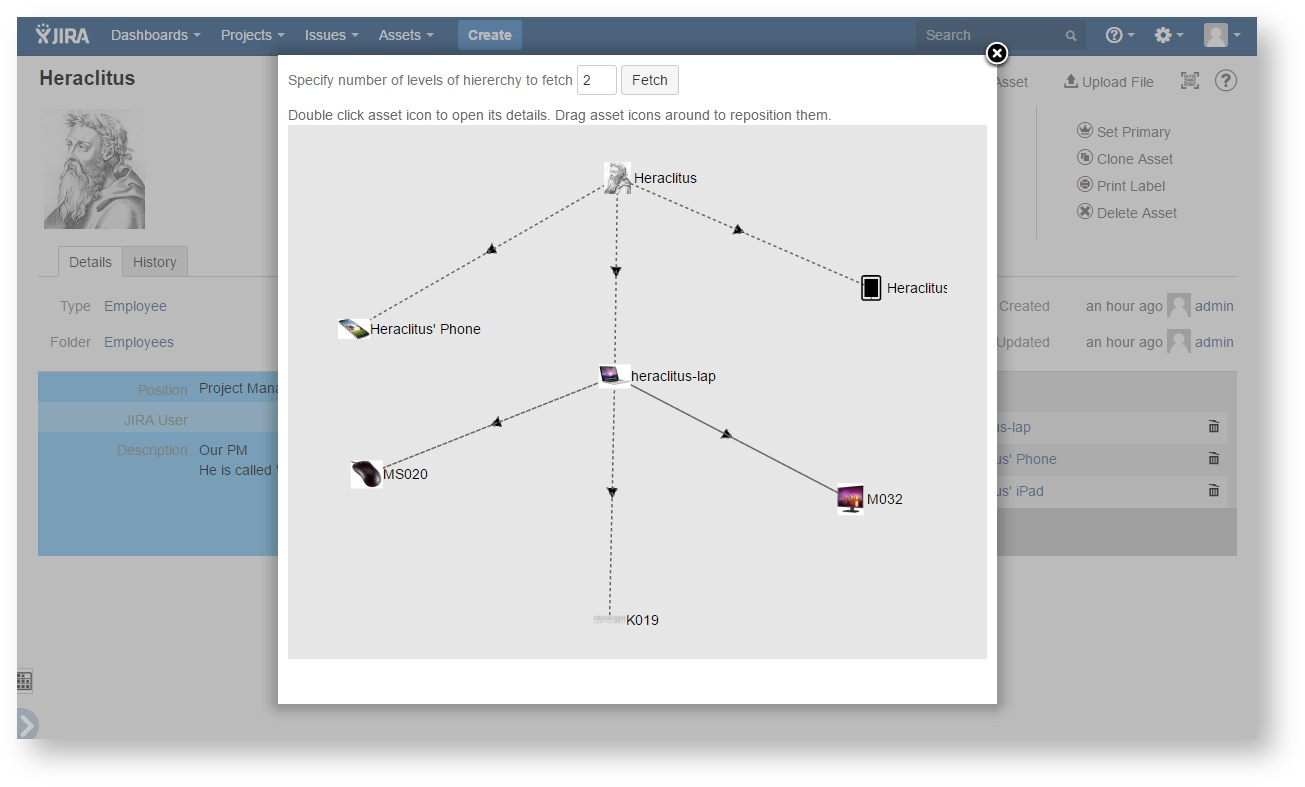 JIRA Dashboards Projects Issues Assets Create Search
Specify number of levels of hiererchy to fetch 2 Fetch
Heraclitus
Asset Upload File
Double click asset icon to open its details. Drag asset icons around to reposition them.
Set Primary
Clone Asset
Print Label
Delete Asset
Heraclitus
Details History
Heraclitus
Type Employee
Created an hour ago admin
Heraclitus' Phone
Folder Employees
Updated an hour ago admin
heraclitus-lap
Position Project Mana
JIRA User
us-lap
Description Our PM
He is called '
us' Phone
MS020
us' iPad
M032
K019